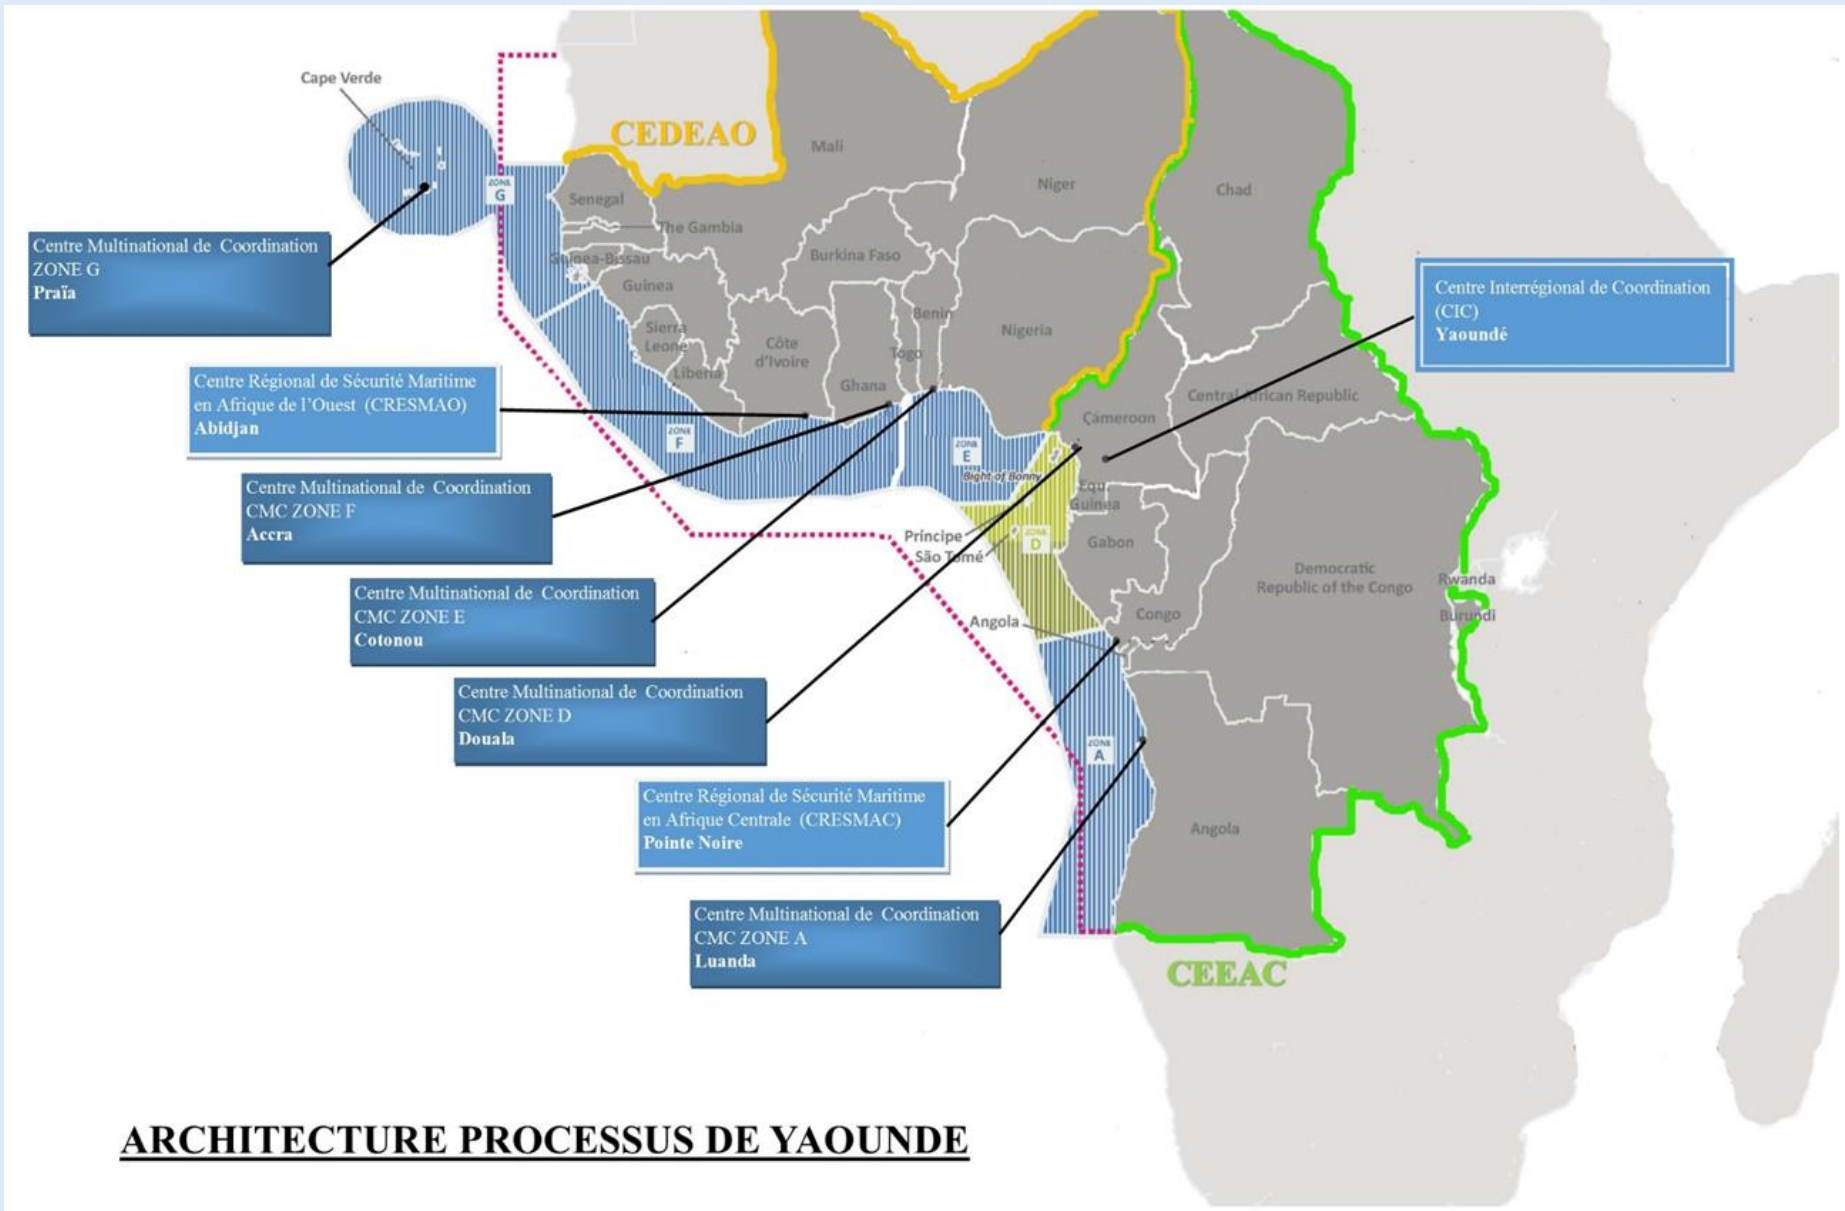 Cape Verde
CEDEAO
Mali
Niger
Chad
ZONE
G
Senegal
The Gambia
Guinea-Bissau
Burkina Faso
Guinea
Centre Multinational de Coordination
ZONE G
Praïa
Centre Interrégional de Coordination
(CIC)
Yaoundé
Benin
Nigeria
Sierra
Leone
Côte
d'Ivoire
Togo
Liberia
Ghana
Centre Régional de Sécurité Maritime
en Afrique de l'Ouest (CRESMAO)
Abidjan
Central African Republic
Cameroon
ZONE
F
ZONE
E
Bight of Bonny
Centre Multinational de Coordination
CMC ZONE F
Accra
Equ
Guinea
Príncipe
São Tomé
ZONE
D
Gabon
Democratic
Republic of the Congo
Rwanda
Burundi
Centre Multinational de Coordination
CMC ZONE E
Cotonou
Angola
Congo
Centre Multinational de Coordination
CMC ZONE D
Douala
ZONE
A
Centre Régional de Sécurité Maritime
en Afrique Centrale (CRESMAC)
Pointe Noire
Angola
Centre Multinational de Coordination
CMC ZONE A
Luanda
CEEAC
ARCHITECTURE PROCESSUS DE YAOUNDE